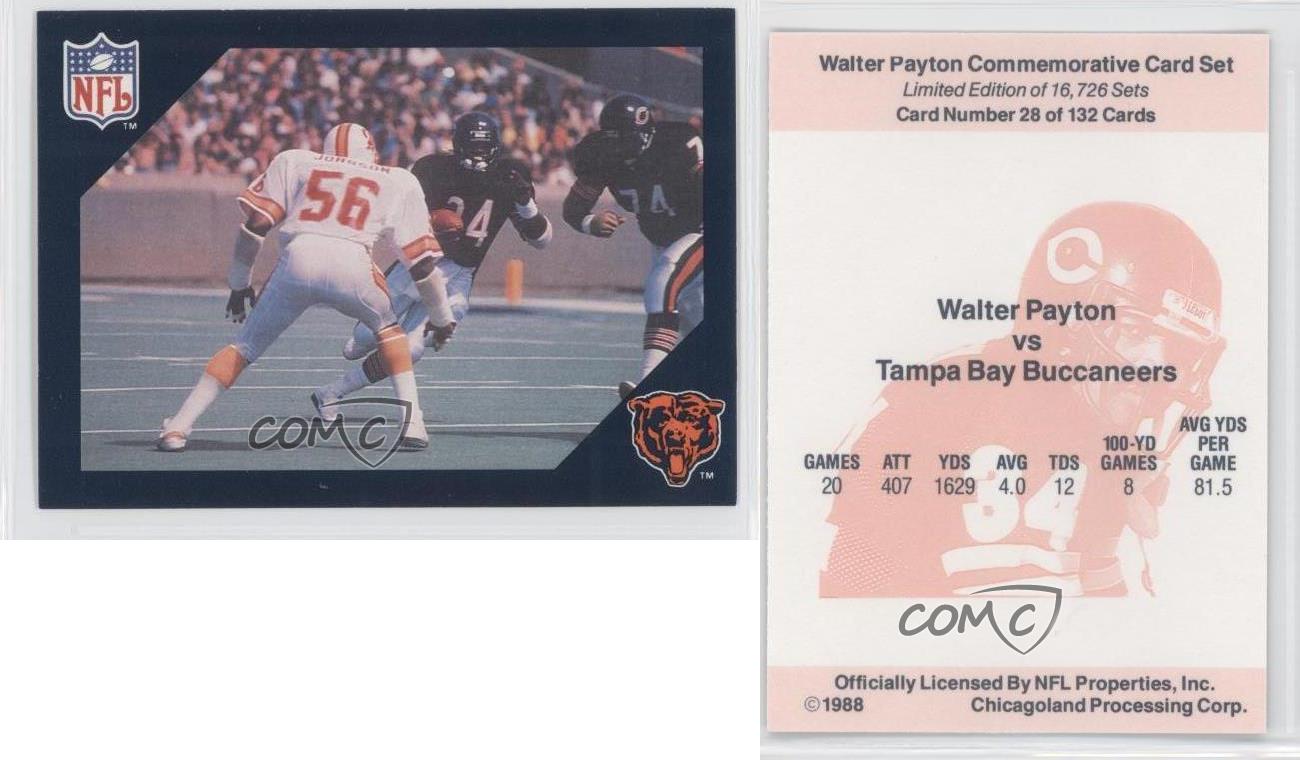 NFL
TM
JOHNSON
56
34
74
COMC
TM
Walter Payton Commemorative Card Set
Limited Edition of 16,726 Sets
Card Number 28 of 132 Cards
Walter Payton
vs
Tampa Bay Buccaneers
GAMES ATT YDS AVG TDS 100-YD GAMES AVG YDS PER GAME
20 407 1629 4.0 12 8 81.5
34
COMC
Officially Licensed By NFL Properties, Inc.
©1988 Chicagoland Processing Corp.